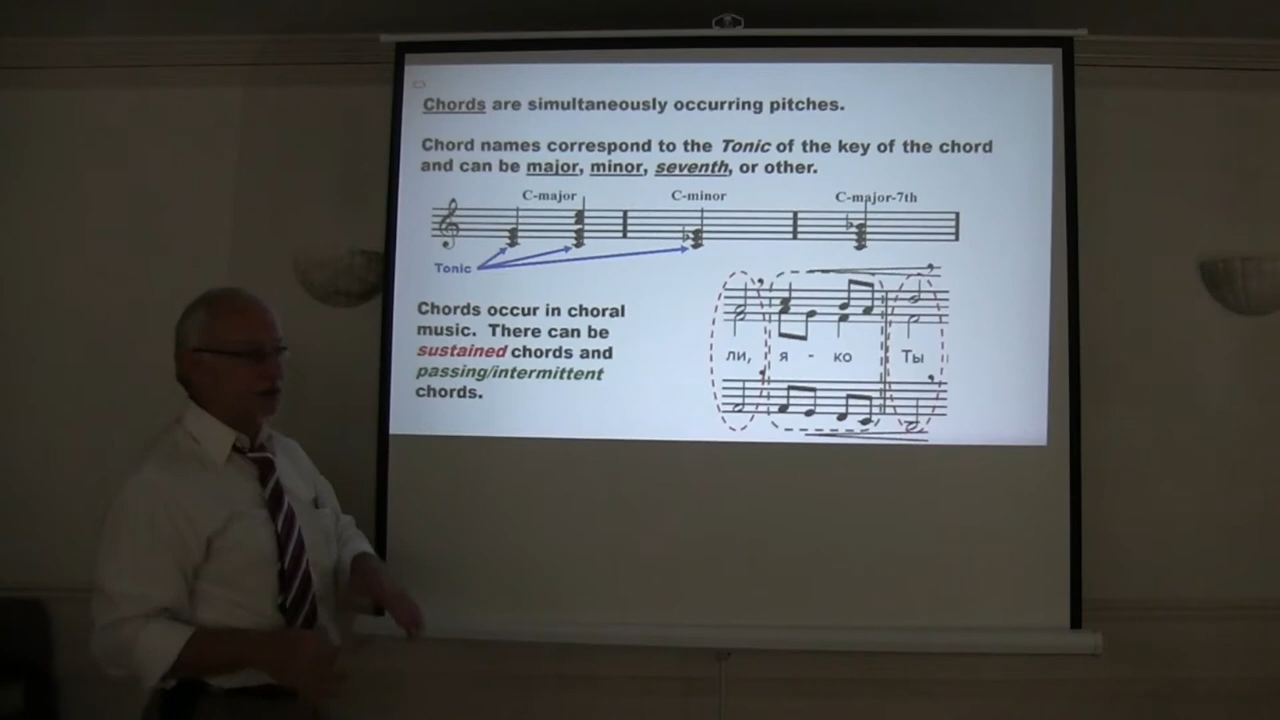 Chords are simultaneously occurring pitches.
Chord names correspond to the Tonic of the key of the chord
and can be major, minor, seventh, or other.
C-major
C-minor
C-major-7th
Tonic
Chords occur in choral
music. There can be
sustained chords and
passing/intermittent
chords.
ли, я - ко Ты